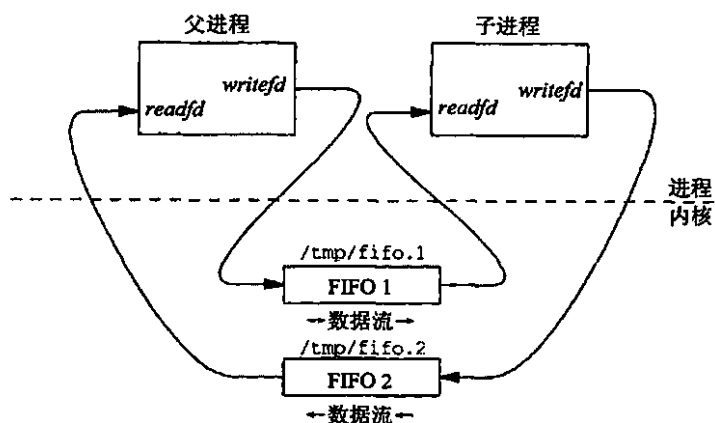 父进程
子进程
writefd
readfd
writefd
readfd
进程
内核
/tmp/fifo.1
FIFO 1
→数据流→
/tmp/fifo.2
FIFO 2
←数据流←